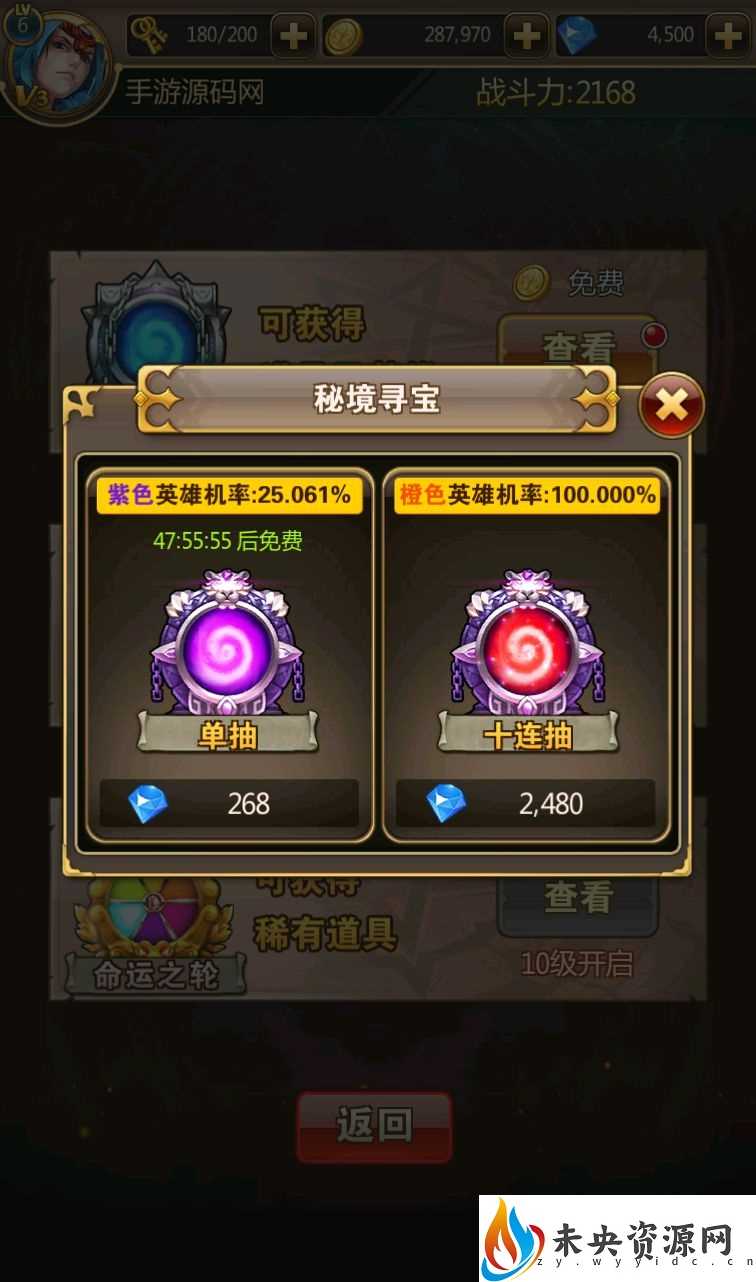 LV
6
V3
180/200
287,970
4,500
手游源码网
战斗力:2168
可获得
免费
查看
秘境寻宝
紫色英雄机率:25.061%
47:55:55 后免费
单抽
268
橙色英雄机率:100.000%
十连抽
2,480
可获得
稀有道具
命运之轮
查看
10级开启
返回
未央资源网
zy.wyyidc.cn